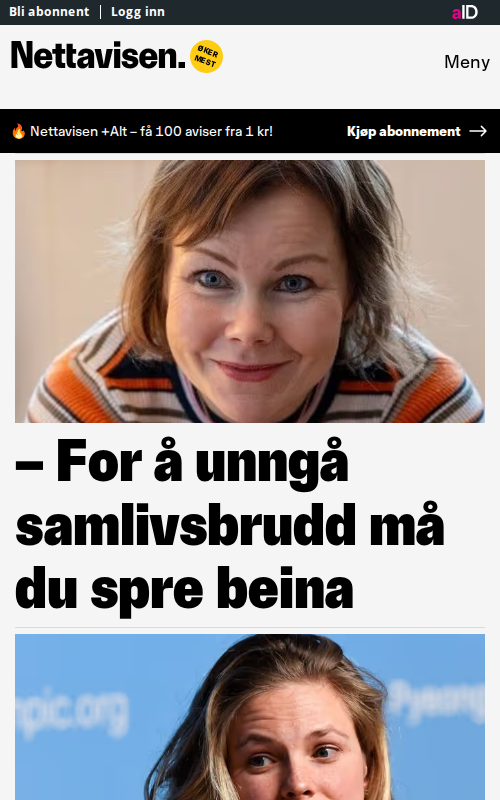 Bli abonnent
Logg inn
aID
Nettavisen.
ØKER
MEST
Meny
Nettavisen +Alt – få 100 aviser fra 1 kr!
Kjøp abonnement
– For å unngå
samlivsbrudd må
du spre beina
mpic.org
Pyeong